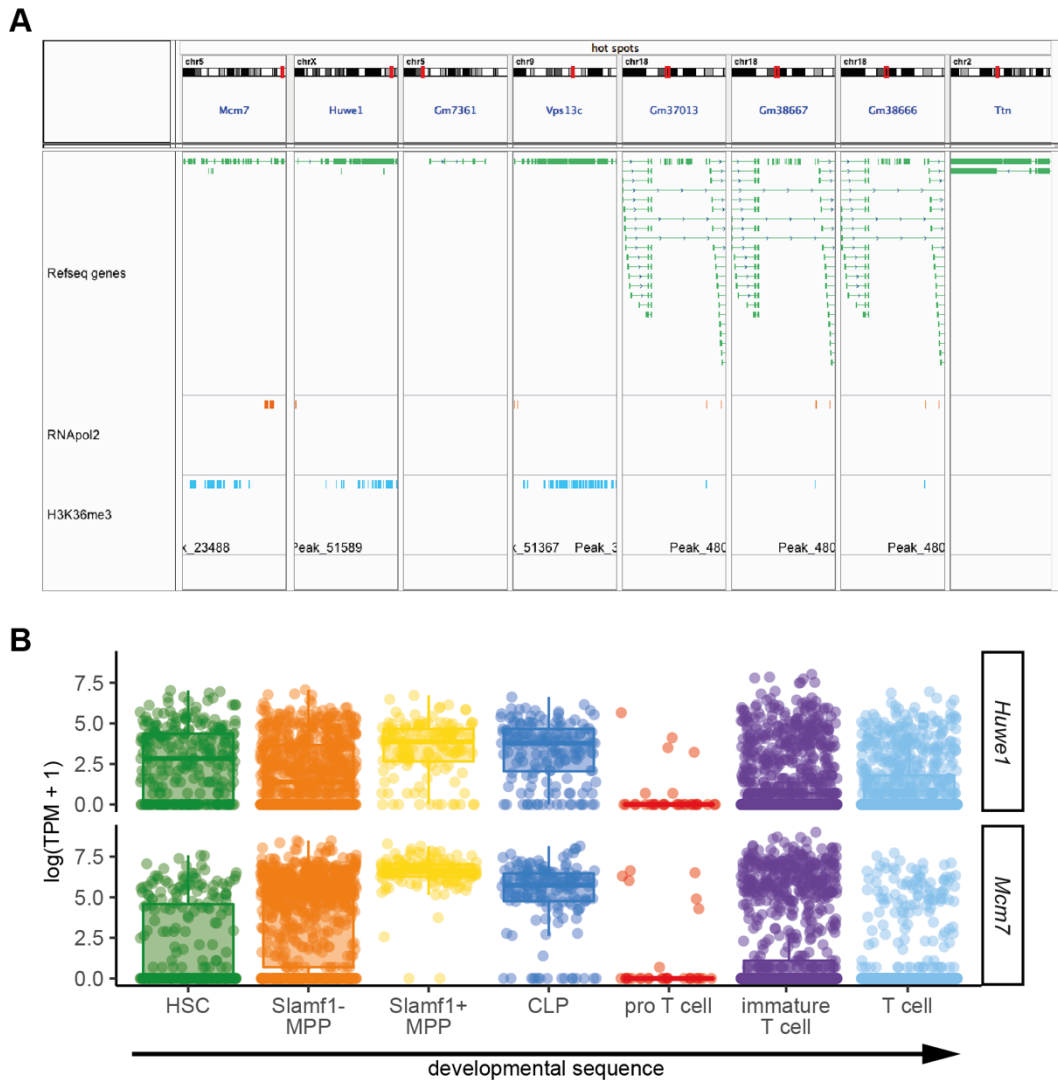 A
hot spots
chr5 chrX chr5 chr9 chr18 chr18 chr18 chr2
Mcm7 Huwe1 Gm7361 Vps13c Gm37013 Gm38667 Gm38666 Ttn
Refseq genes
RNApol2
H3K36me3
k_23488 Peak_51589 k_51367 Peak_3 Peak_480 Peak_480 Peak_480
B
Huwe1
7.5
5.0
2.5
0.0
log(TPM + 1)
Mcm7
7.5
5.0
2.5
0.0
HSC Slamf1- Slamf1+ CLP pro T cell immature T cell
MPP MPP T cell
developmental sequence